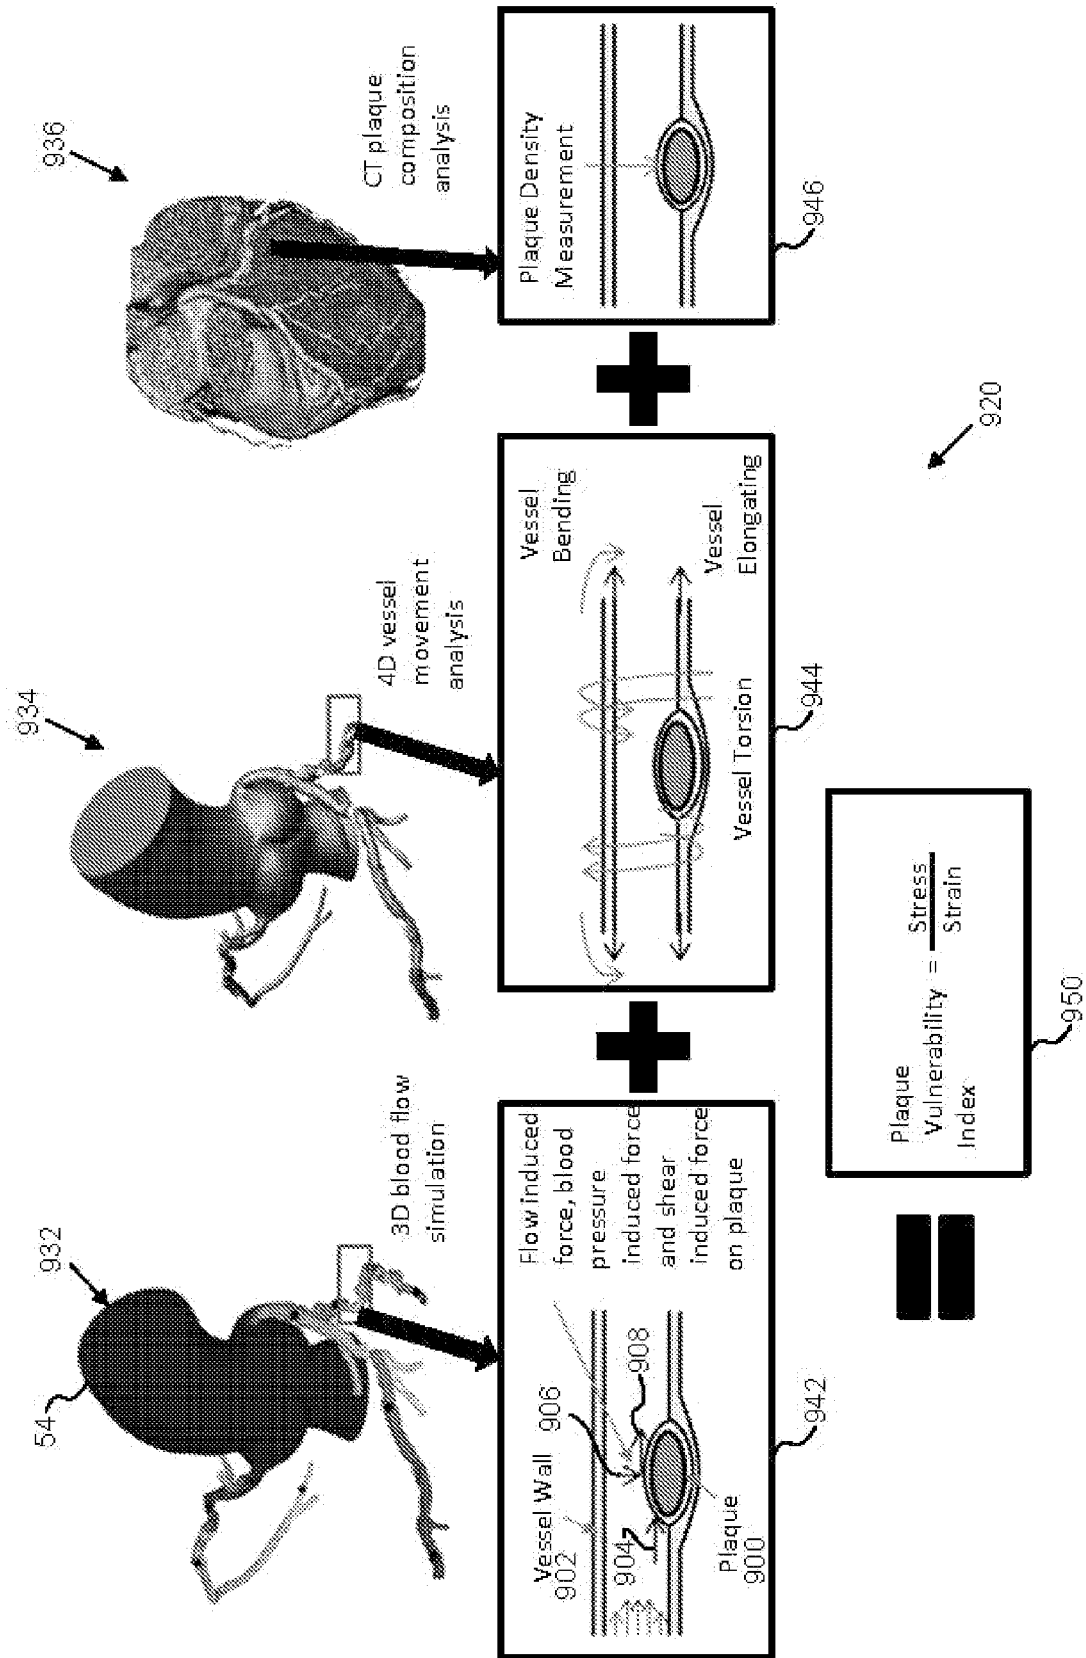 54
932
3D blood flow
simulation
934
4D vessel
movement
analysis
936
CT plaque
composition
analysis
Vessel Wall
902
906
908
904
Plaque
900
Flow induced
force, blood
pressure
induced force
and shear
induced force
on plaque
942
Vessel
Bending
Vessel
Elongating
Vessel Torsion
944
Plaque Density
Measurement
946
920
Plaque
Vulnerability = Stress
Index
Strain
950